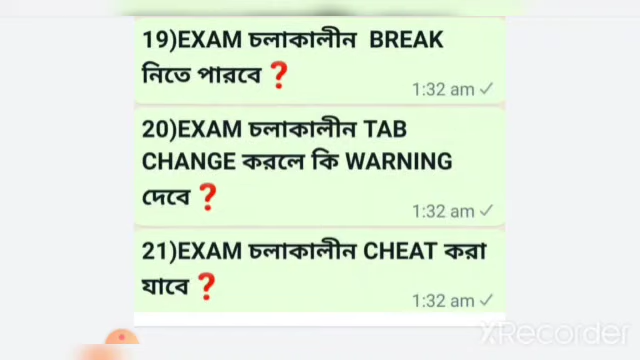 19)EXAM চলাকালীন BREAK
নিতে পারবে ❓
1:32 am ✓
20)EXAM চলাকালীন TAB
CHANGE করলে কি WARNING
দেবে ❓
1:32 am ✓
21)EXAM চলাকালীন CHEAT করা
যাবে ❓
1:32 am ✓
XRecorder